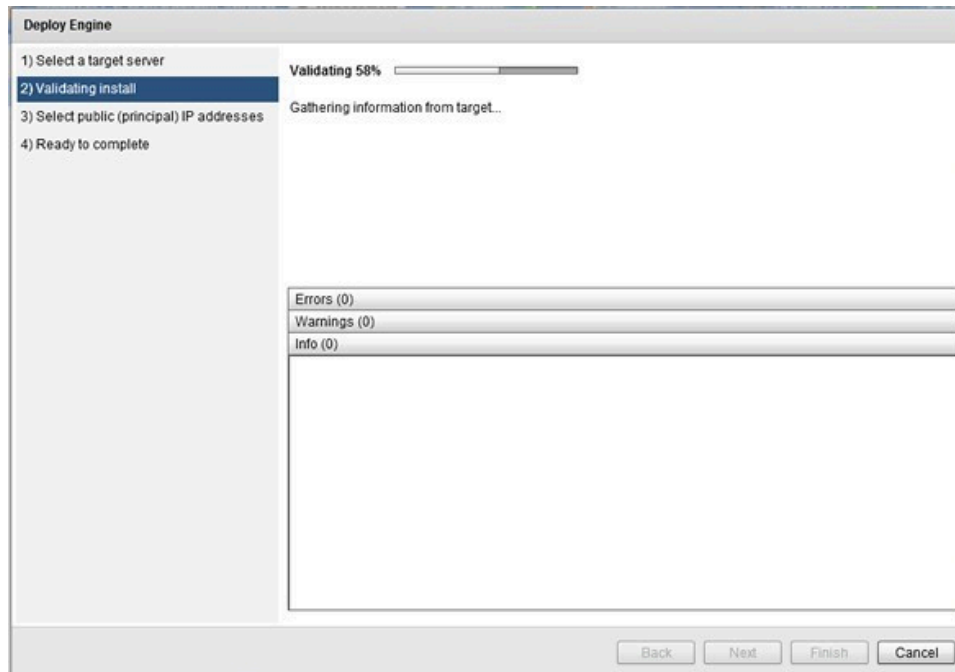 Deploy Engine
1) Select a target server
2) Validating install
3) Select public (principal) IP addresses
4) Ready to complete
Validating 58%
Gathering information from target...
Errors (0)
Warnings (0)
Info (0)
Back
Next
Finish
Cancel